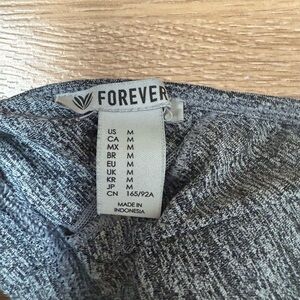 FOREVER
US M
CA M
MX M
BR M
EU M
UK M
KR M
JP M
CN 165/92A
MADE IN
INDONESIA